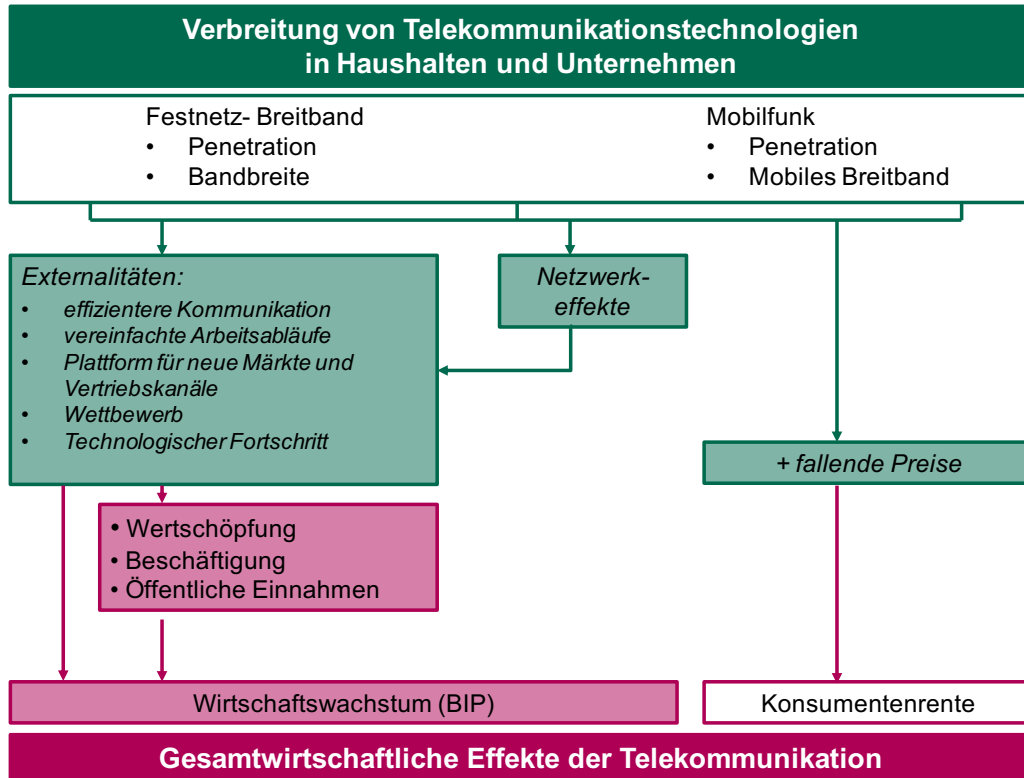 Verbreitung von Telekommunikationstechnologien
in Haushalten und Unternehmen
Festnetz- Breitband
• Penetration
• Bandbreite
Mobilfunk
• Penetration
• Mobiles Breitband
Externalitäten:
• effizientere Kommunikation
• vereinfachte Arbeitsabläufe
• Plattform für neue Märkte und
Vertriebskanäle
• Wettbewerb
• Technologischer Fortschritt
Netzwerk-
effekte
+ fallende Preise
• Wertschöpfung
• Beschäftigung
• Öffentliche Einnahmen
Wirtschaftswachstum (BIP)
Konsumentenrente
Gesamtwirtschaftliche Effekte der Telekommunikation